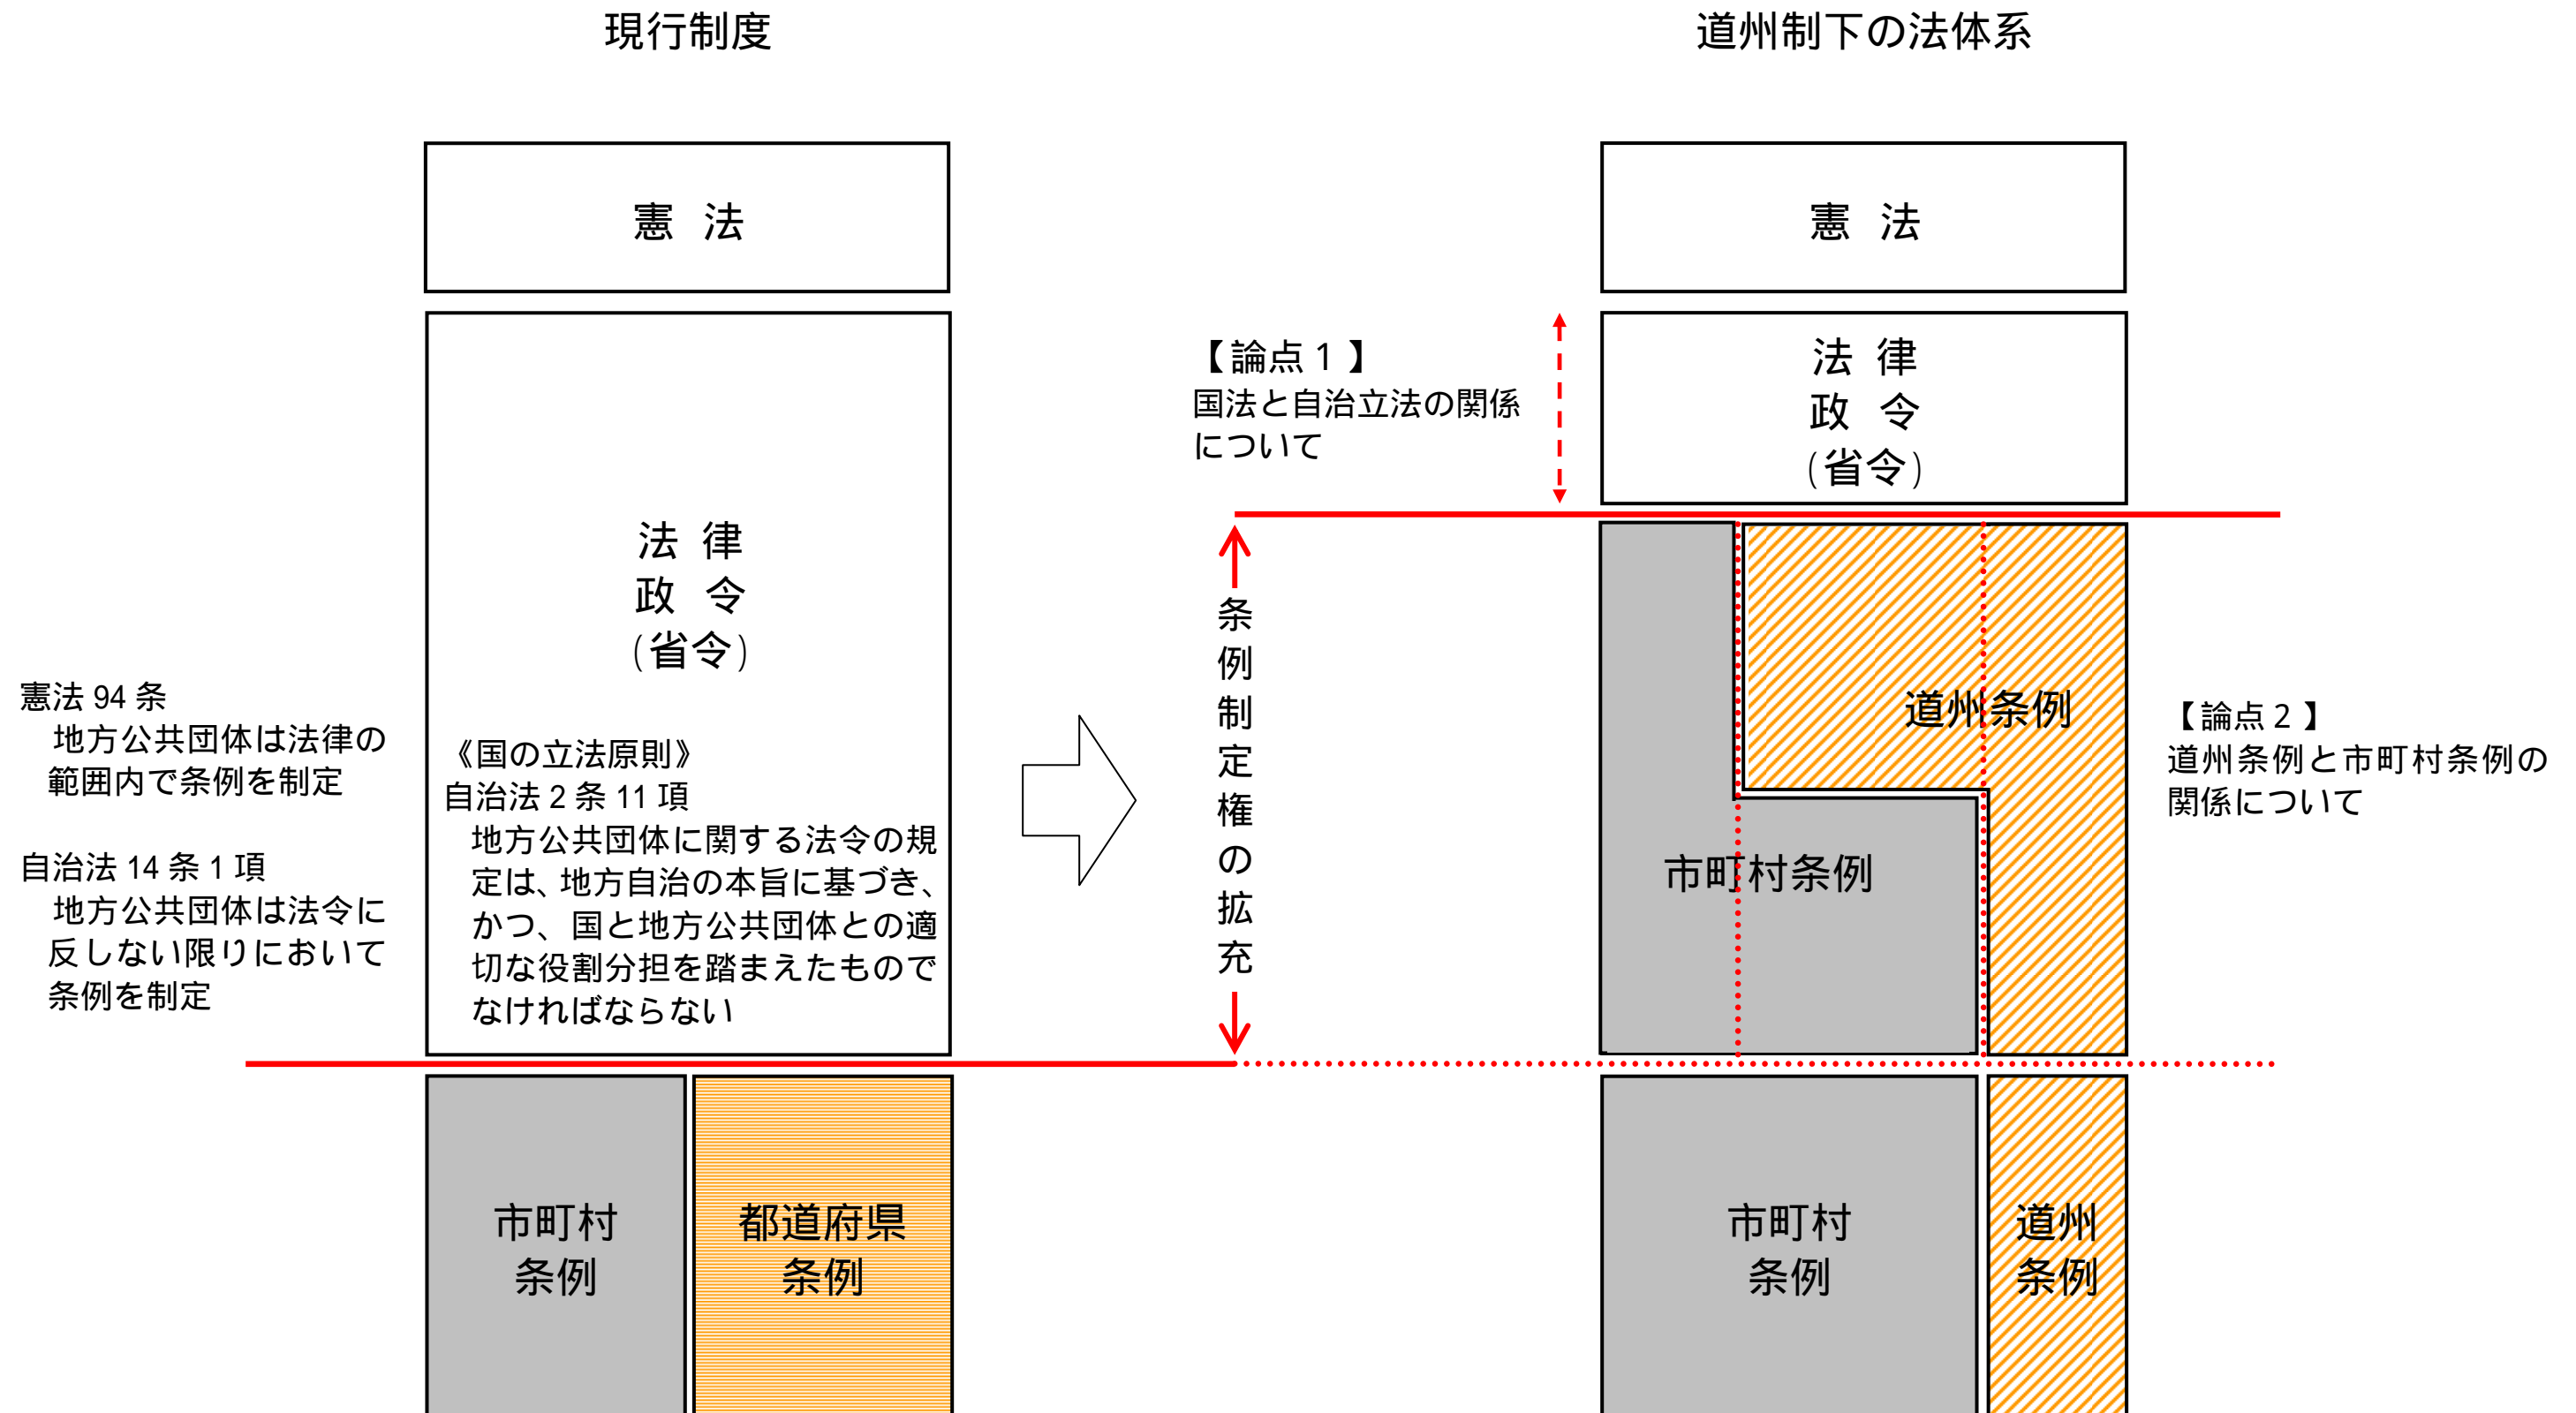 現行制度
憲 法
法 律
政 令
(省令)
《国の立法原則》
自治法 2 条 11 項
地方公共団体に関する法令の規
定は、地方自治の本旨に基づき、
かつ、国と地方公共団体との適
切な役割分担を踏まえたもので
なければならない
憲法 94 条
地方公共団体は法律の
範囲内で条例を制定
自治法 14 条 1 項
地方公共団体は法令に
反しない限りにおいて
条例を制定
市町村
条例
都道府県
条例
道州制下の法体系
憲 法
【論点 1 】
国法と自治立法の関係
について
法 律
政 令
(省令)
条例制定権の拡充
道州条例
市町村条例
【論点 2 】
道州条例と市町村条例の
関係について
市町村
条例
道州
条例